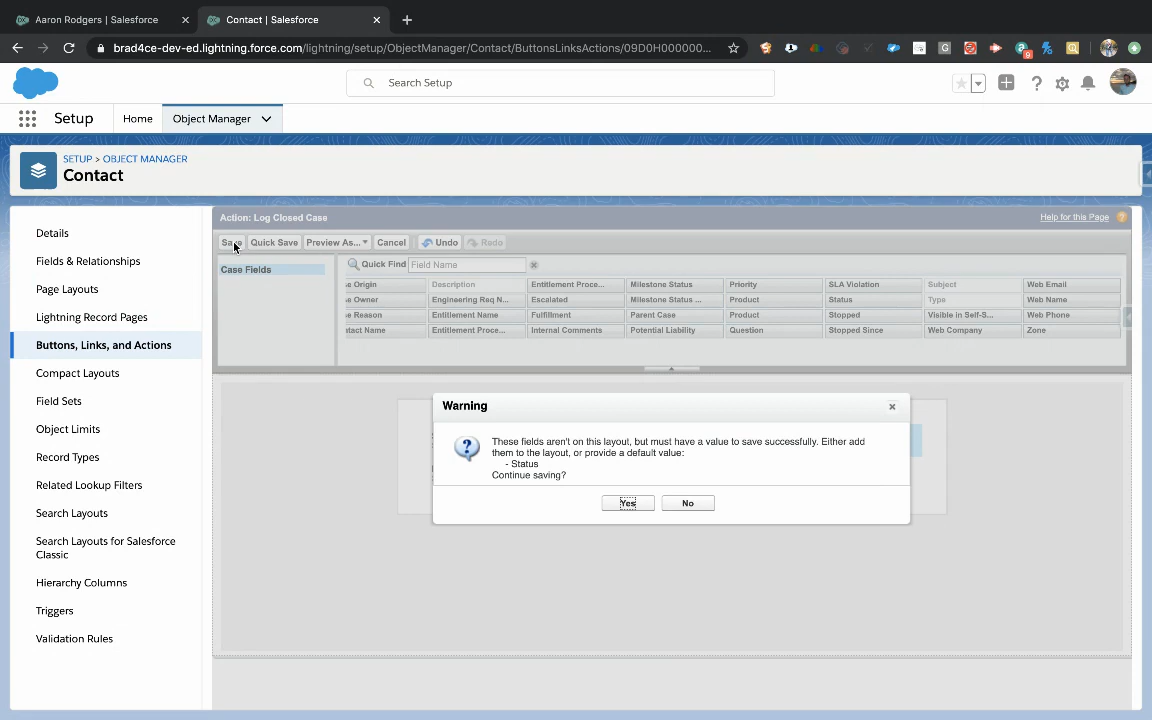 Aaron Rodgers | Salesforce
Contact | Salesforce
brad4ce-dev-ed.lightning.force.com/lightning/setup/ObjectManager/Contact/ButtonsLinksActions/09D0H000000...
9
Search Setup
Setup
Home
Object Manager
SETUP > OBJECT MANAGER
Contact
Details
Fields & Relationships
Page Layouts
Lightning Record Pages
Buttons, Links, and Actions
Compact Layouts
Field Sets
Object Limits
Record Types
Related Lookup Filters
Search Layouts
Search Layouts for Salesforce
Classic
Hierarchy Columns
Triggers
Validation Rules
Action: Log Closed Case
Help for this Page
Save Quick Save Preview As... Cancel Undo Redo
Case Fields
Quick Find Field Name
se Origin Description Entitlement Proce... Milestone Status Priority SLA Violation Subject Web Email
se Owner Engineering Req N... Escalated Milestone Status ... Product Status Type Web Name
se Reason Entitlement Name Fulfillment Parent Case Product Stopped Visible in Self-S... Web Phone
ntact Name Entitlement Proce... Internal Comments Potential Liability Question Stopped Since Web Company Zone
Warning
These fields aren't on this layout, but must have a value to save successfully. Either add
them to the layout, or provide a default value:
- Status
Continue saving?
Yes No